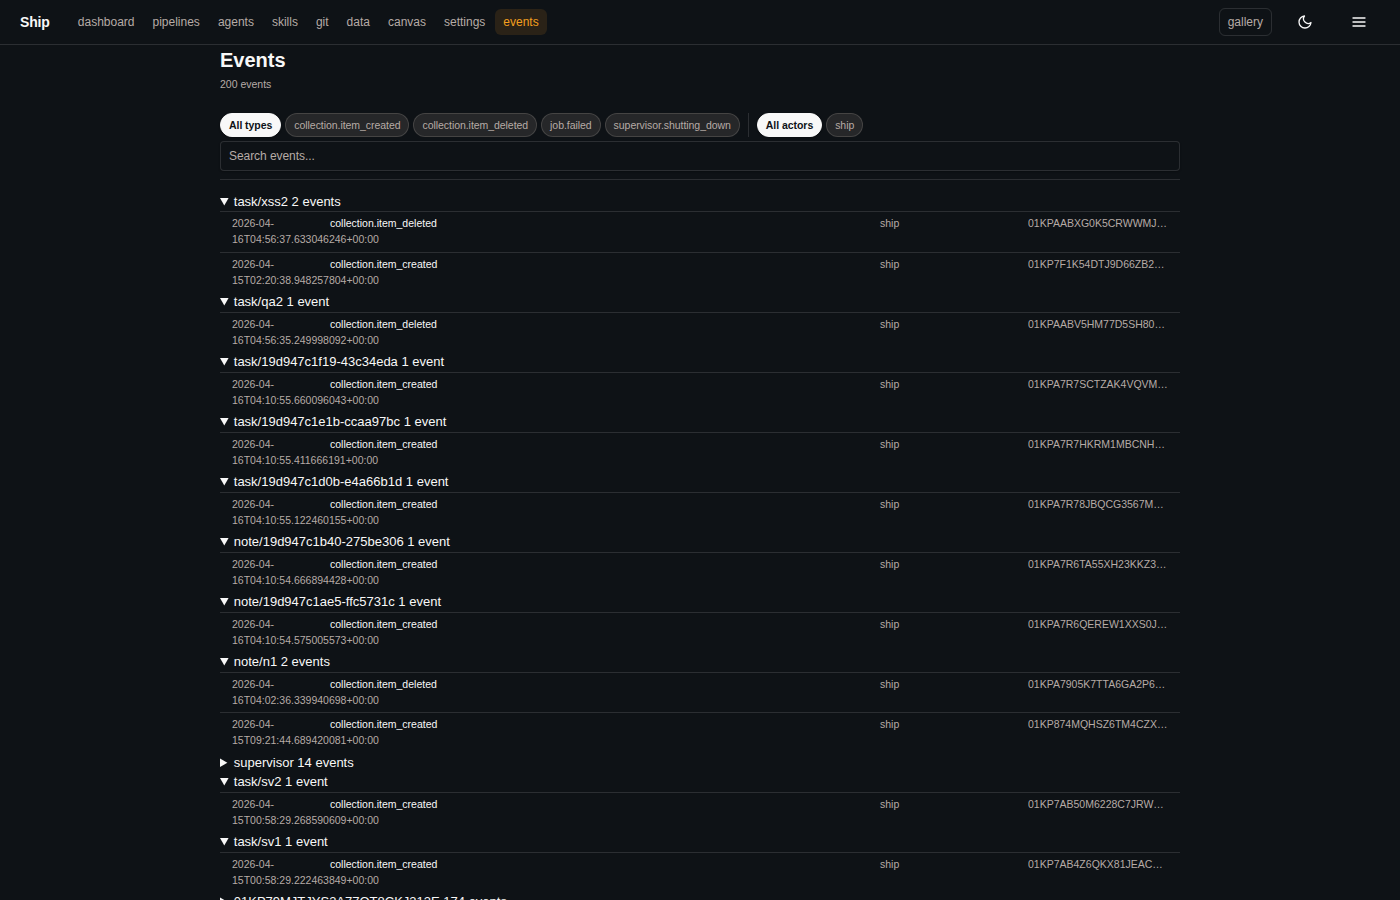 Ship dashboard pipelines agents skills git data canvas settings events gallery
Events
200 events
All types collection.item_created collection.item_deleted job.failed supervisor.shutting_down All actors ship
Search events...
task/xss2 2 events
2026-04- collection.item_deleted ship 01KPAABXG0K5CRWWMJ…
16T04:56:37.633046246+00:00
2026-04- collection.item_created ship 01KP7F1K54DTJ9D66ZB2…
15T02:20:38.948257804+00:00
task/qa2 1 event
2026-04- collection.item_deleted ship 01KPAABV5HM77D5SH80…
16T04:56:35.249998092+00:00
task/19d947c1f19-43c34eda 1 event
2026-04- collection.item_created ship 01KPA7R7SCTZAK4VQVM…
16T04:10:55.660096043+00:00
task/19d947c1e1b-ccaa97bc 1 event
2026-04- collection.item_created ship 01KPA7R7HKRM1MBCNH…
16T04:10:55.411666191+00:00
task/19d947c1d0b-e4a66b1d 1 event
2026-04- collection.item_created ship 01KPA7R78JBQCG3567M…
16T04:10:55.122460155+00:00
note/19d947c1b40-275be306 1 event
2026-04- collection.item_created ship 01KPA7R6TA55XH23KKZ3…
16T04:10:54.666894428+00:00
note/19d947c1ae5-ffc5731c 1 event
2026-04- collection.item_created ship 01KPA7R6QEREW1XXS0J…
16T04:10:54.575005573+00:00
note/n1 2 events
2026-04- collection.item_deleted ship 01KPA7905K7TTA6GA2P6…
16T04:02:36.339940698+00:00
2026-04- collection.item_created ship 01KP874MQHSZ6TM4CZX…
15T09:21:44.689420081+00:00
supervisor 14 events
task/sv2 1 event
2026-04- collection.item_created ship 01KP7AB50M6228C7JRW…
15T00:58:29.268590609+00:00
task/sv1 1 event
2026-04- collection.item_created ship 01KP7AB4Z6QKX81JEAC…
15T00:58:29.222463849+00:00
174 events